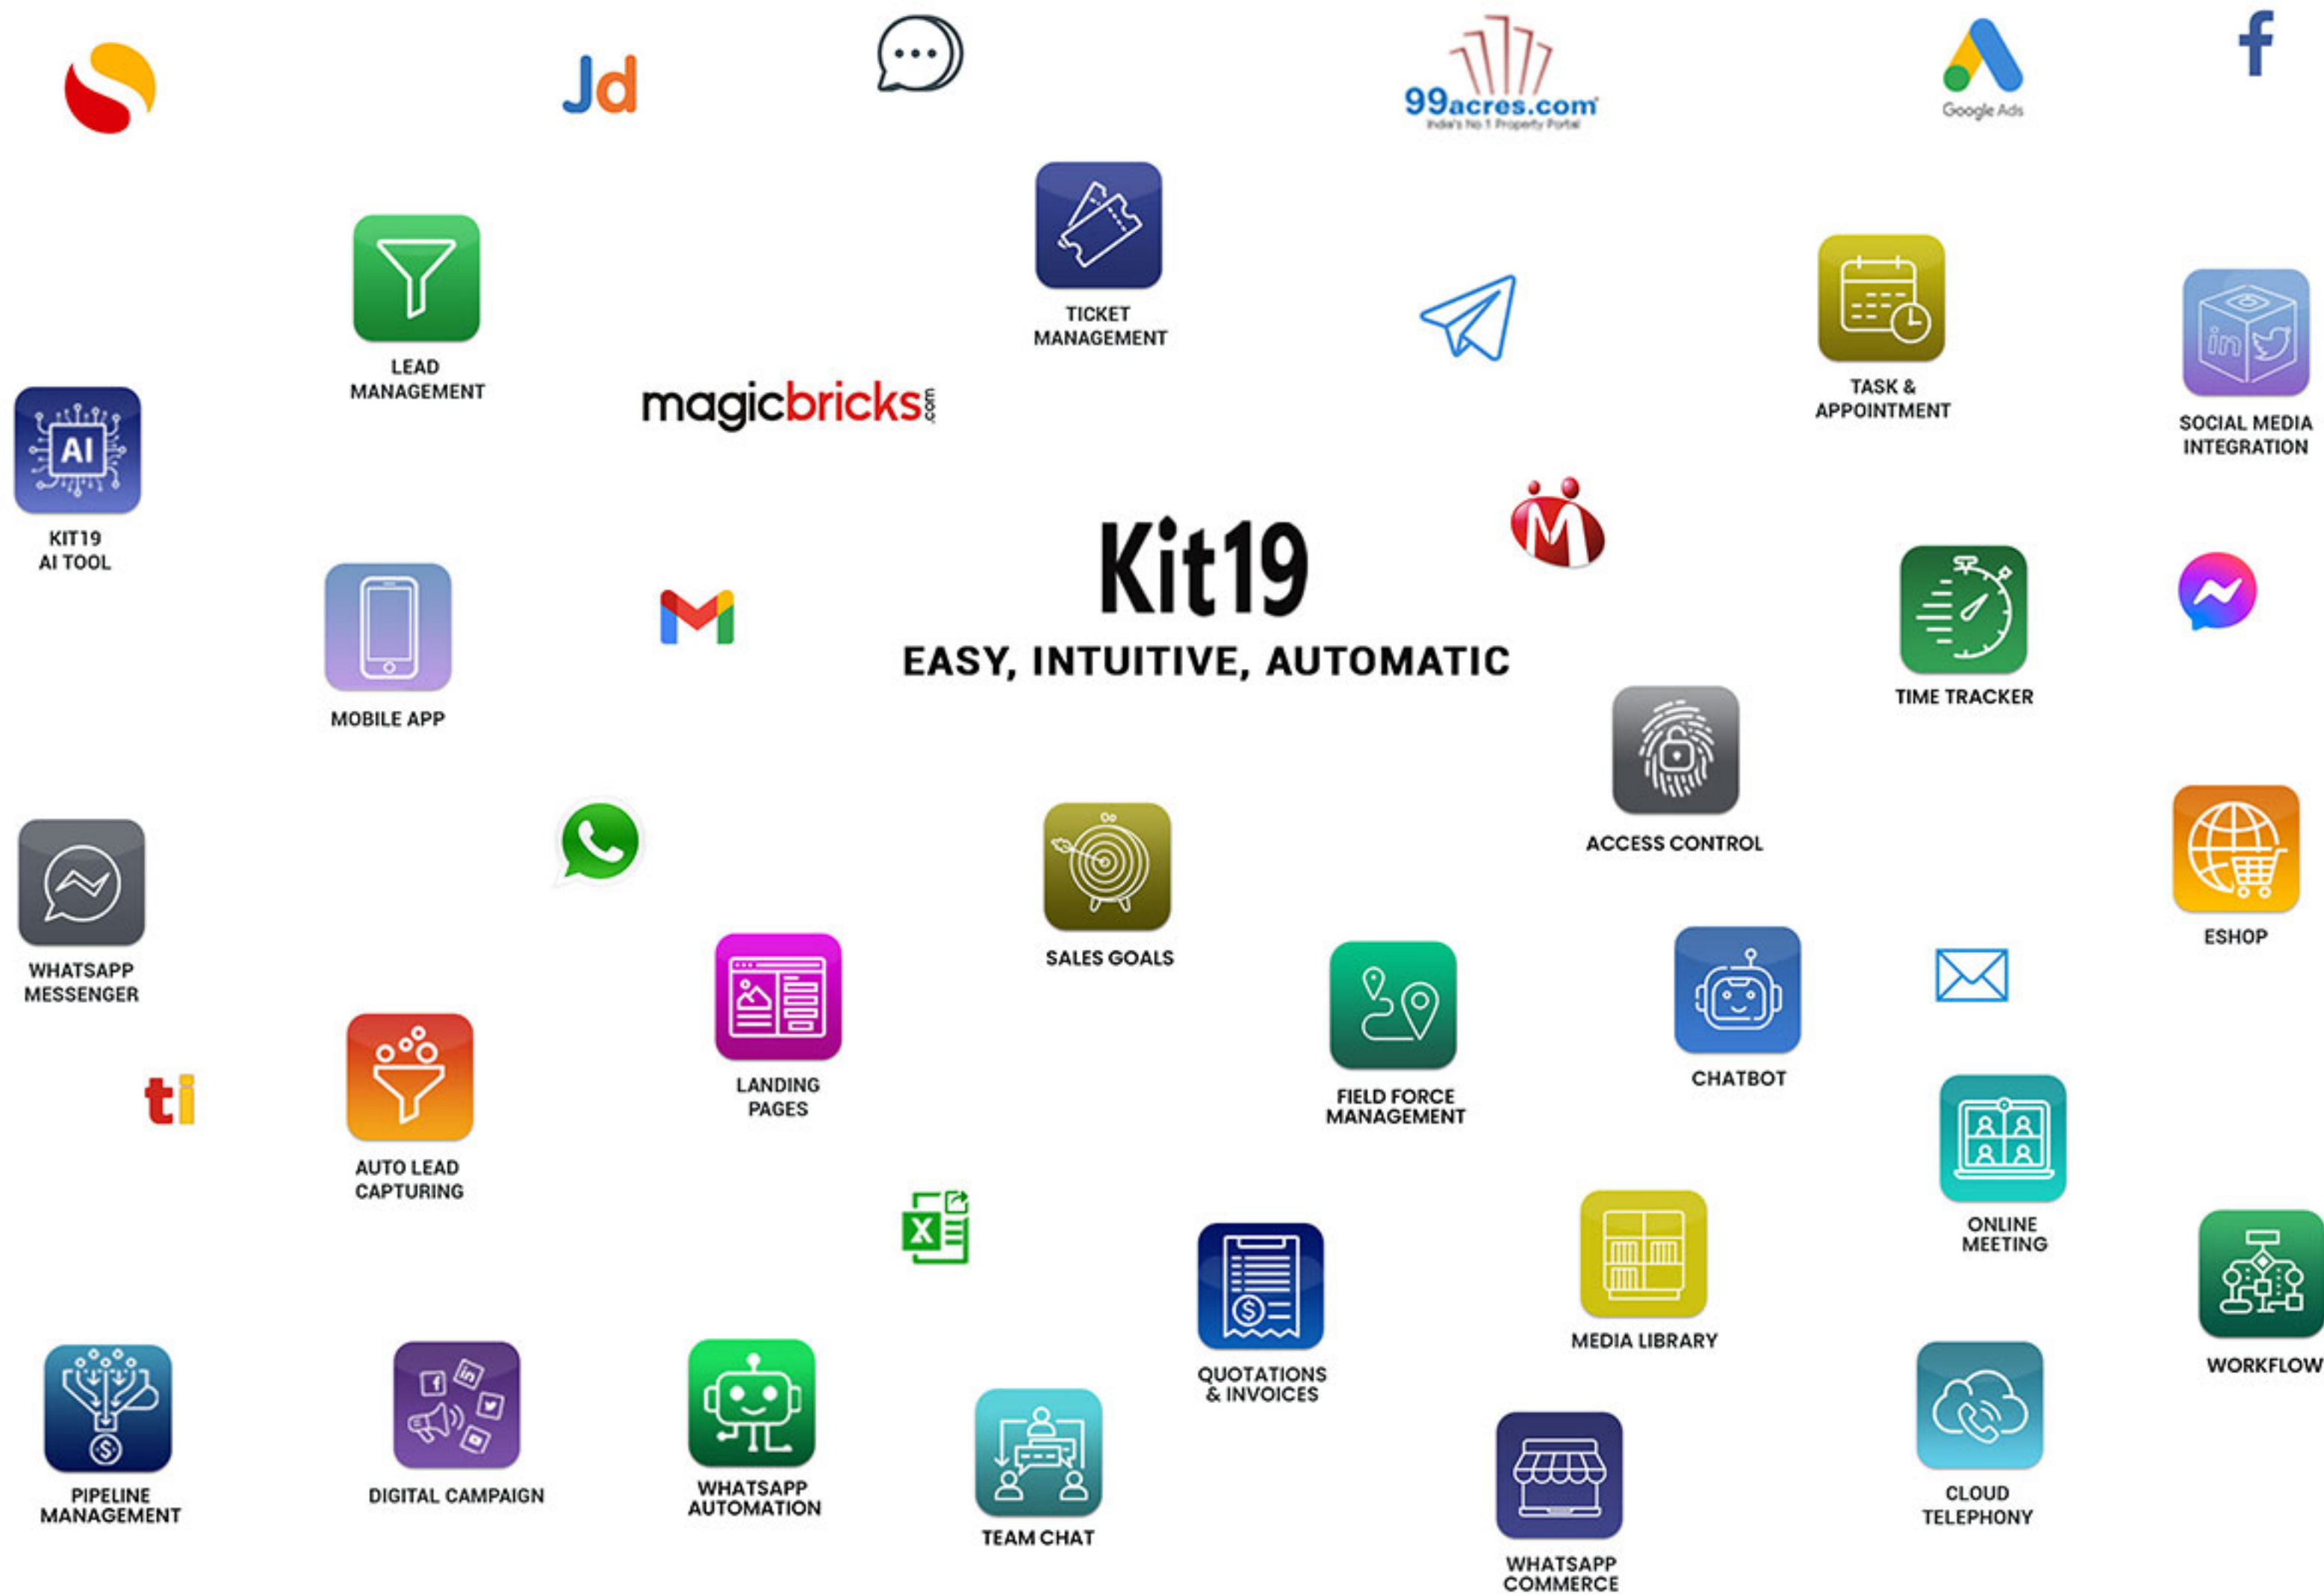 Jd
99acres.com
India's No.1 Property Portal
Google Ads
f
LEAD
MANAGEMENT
TICKET
MANAGEMENT
TASK &
APPOINTMENT
in
SOCIAL MEDIA
INTEGRATION
magicbricks.com
AI
KIT19
AI TOOL
M
Kit19
EASY, INTUITIVE, AUTOMATIC
MOBILE APP
TIME TRACKER
ACCESS CONTROL
WHATSAPP
MESSENGER
SALES GOALS
ESHOP
LANDING
PAGES
FIELD FORCE
MANAGEMENT
CHATBOT
ti
AUTO LEAD
CAPTURING
X
ONLINE
MEETING
QUOTATIONS
& INVOICES
MEDIA LIBRARY
WORKFLOW
f
in
PIPELINE
MANAGEMENT
DIGITAL CAMPAIGN
WHATSAPP
AUTOMATION
TEAM CHAT
WHATSAPP
COMMERCE
CLOUD
TELEPHONY